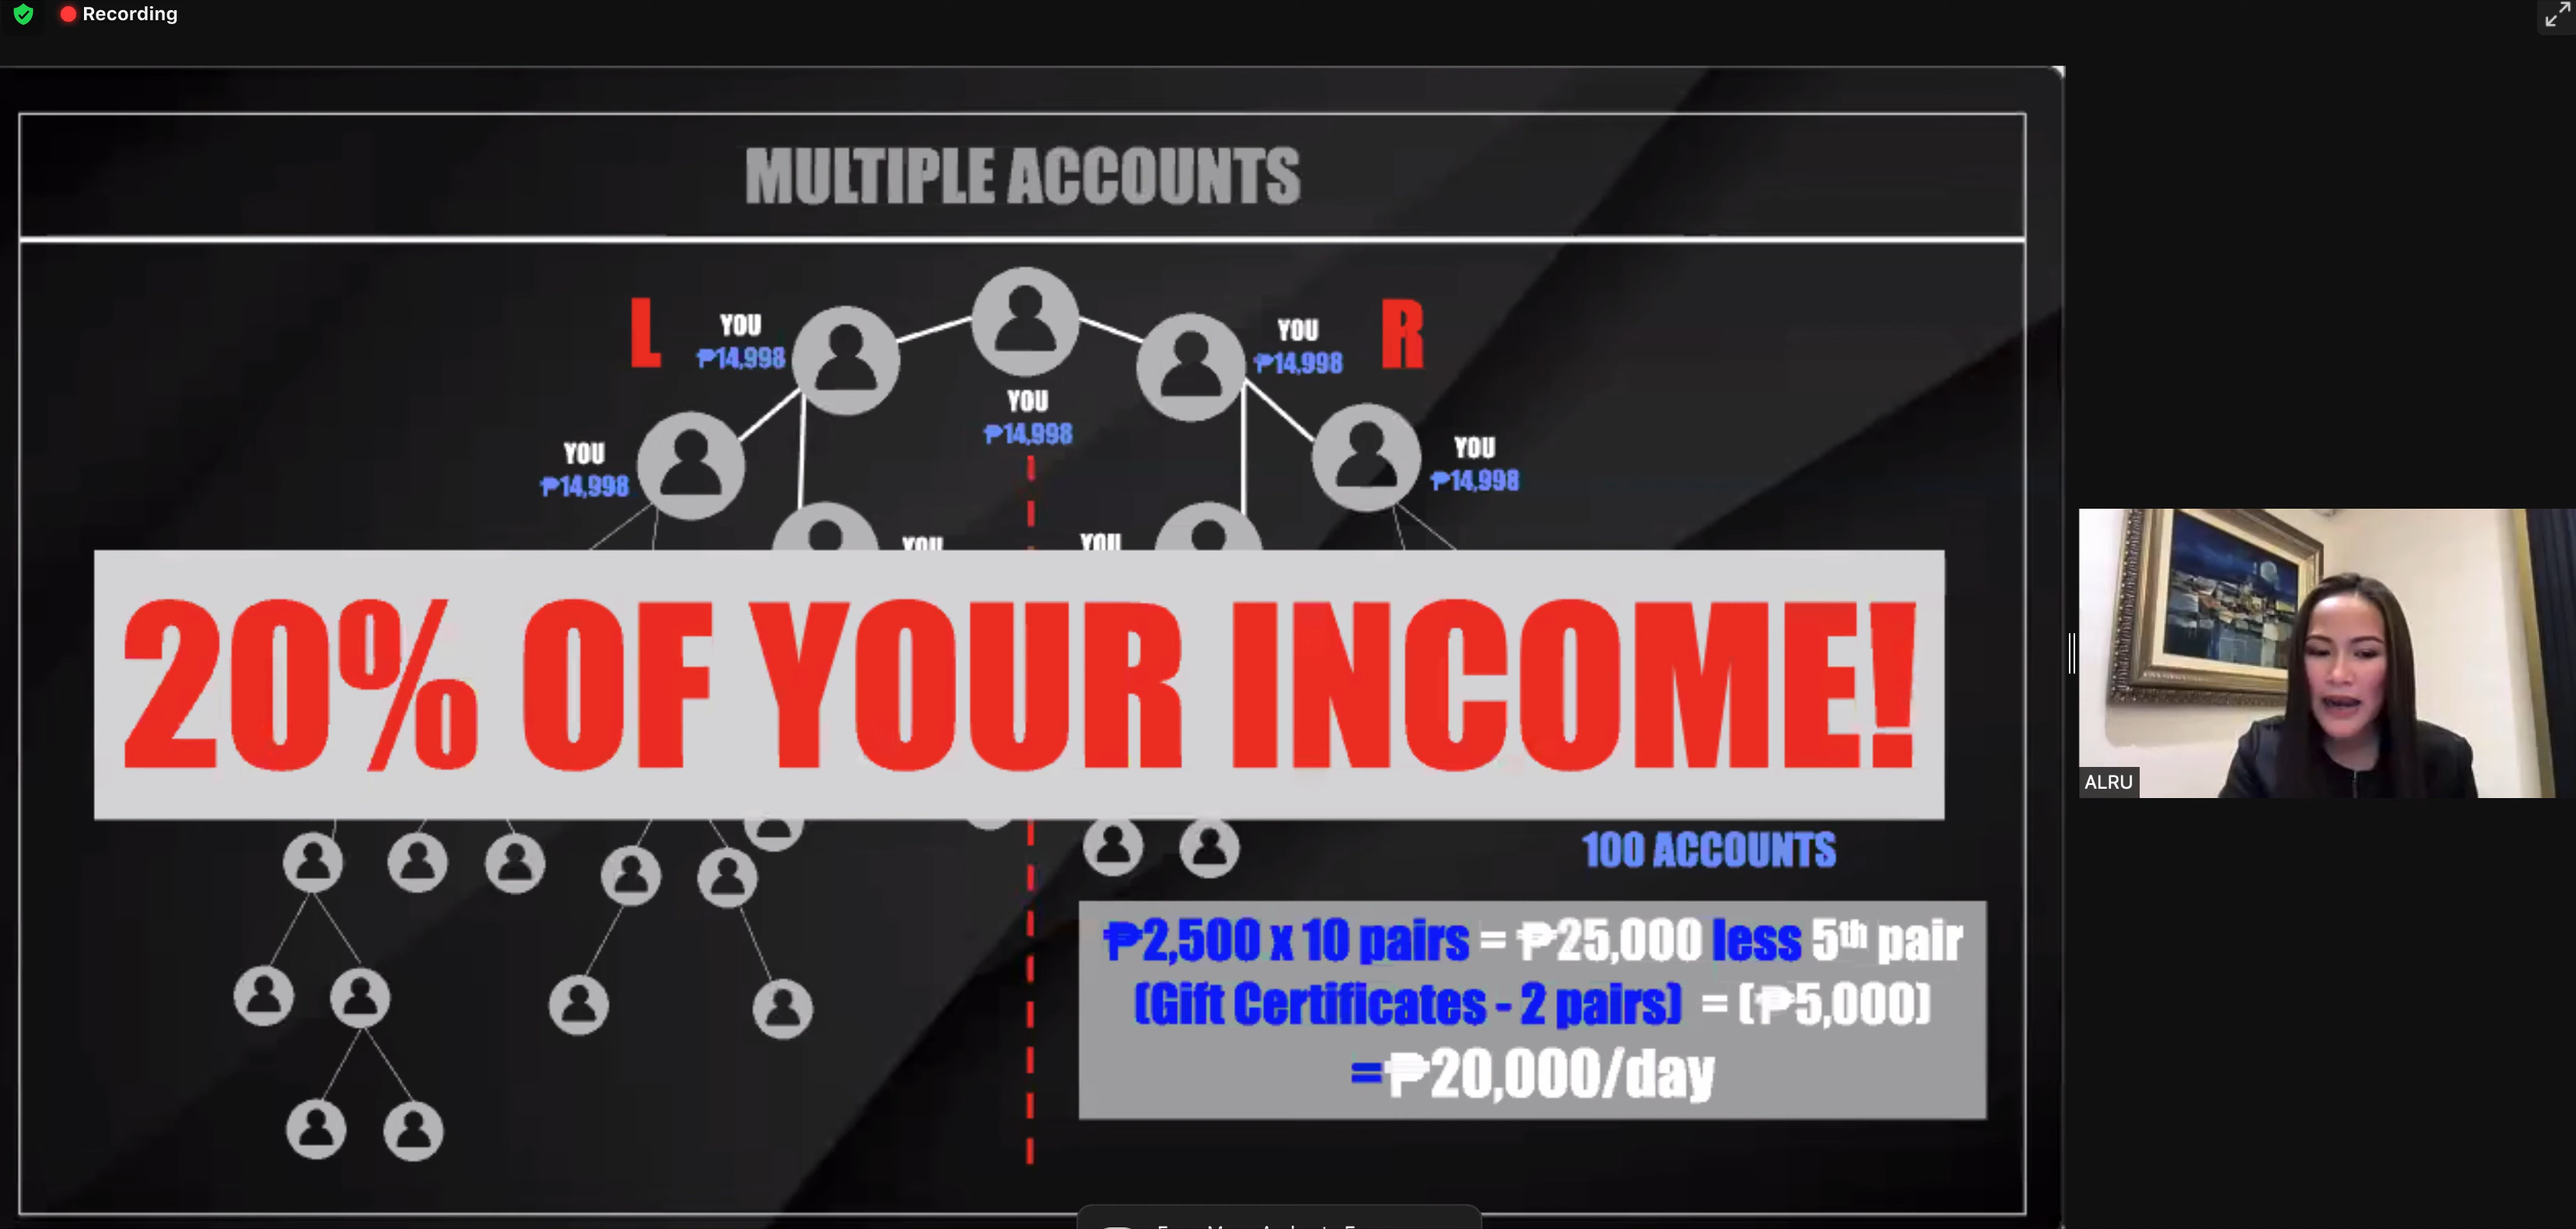 Recording
MULTIPLE ACCOUNTS
L
YOU
₱14,998
YOU
₱14,998
R
YOU
₱14,998
YOU
₱14,998
YOU
₱14,998
YOU
YOU
20% OF YOUR INCOME!
ALRU
100 ACCOUNTS
₱2,500 x 10 pairs = ₱25,000 less 5th pair
(Gift Certificates - 2 pairs) = (₱5,000)
=₱20,000/day